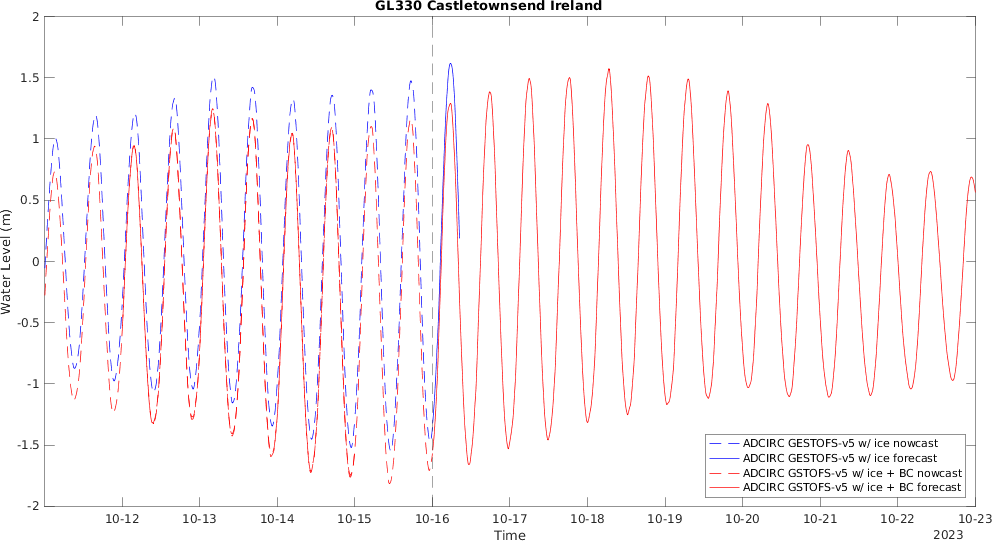 GL330 Castletownsend Ireland
Water Level (m)
2
1.5
1
0.5
0
-0.5
-1
-1.5
-2
ADCIRC GESTOFS-v5 w/ ice nowcast
ADCIRC GESTOFS-v5 w/ ice forecast
ADCIRC GSTOFS-v5 w/ ice + BC nowcast
ADCIRC GSTOFS-v5 w/ ice + BC forecast
10-12 10-13 10-14 10-15 10-16 10-17 10-18 10-19 10-20 10-21 10-22 10-23
Time
2023